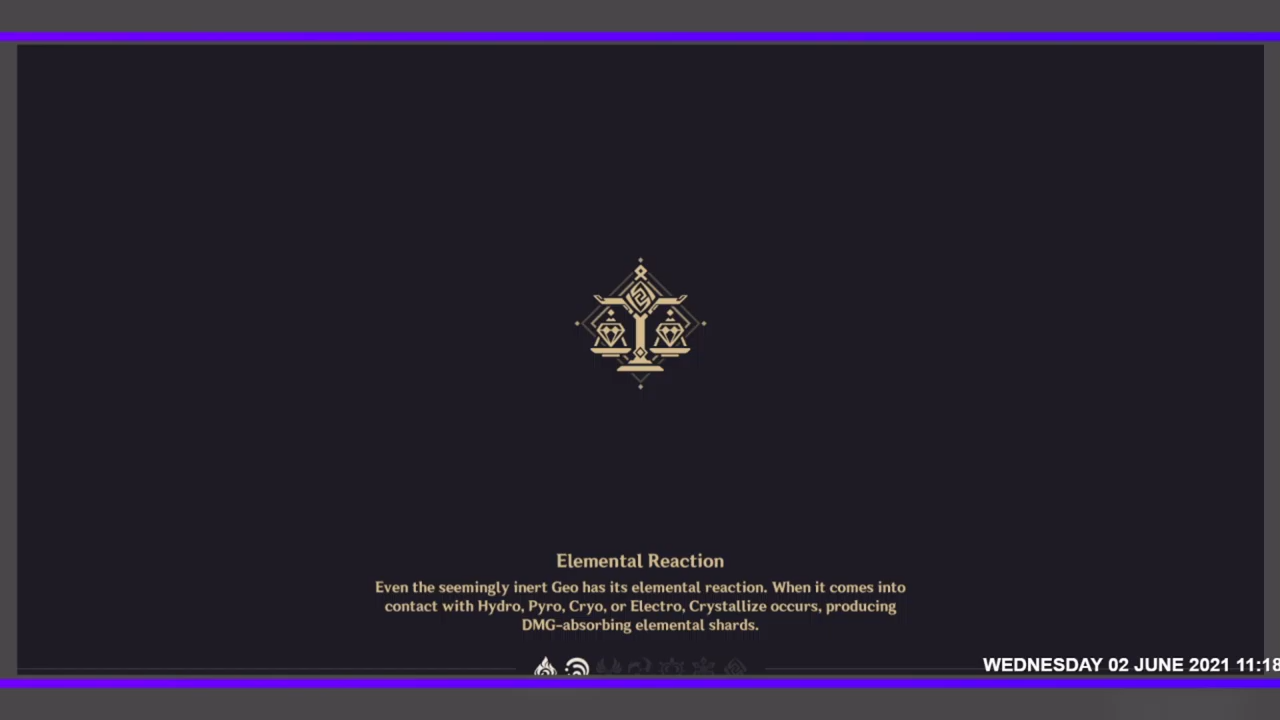 Elemental Reaction
Even the seemingly inert Geo has its elemental reaction. When it comes into
contact with Hydro, Pyro, Cryo, or Electro, Crystallize occurs, producing
DMG-absorbing elemental shards.
WEDNESDAY 02 JUNE 2021 11:18